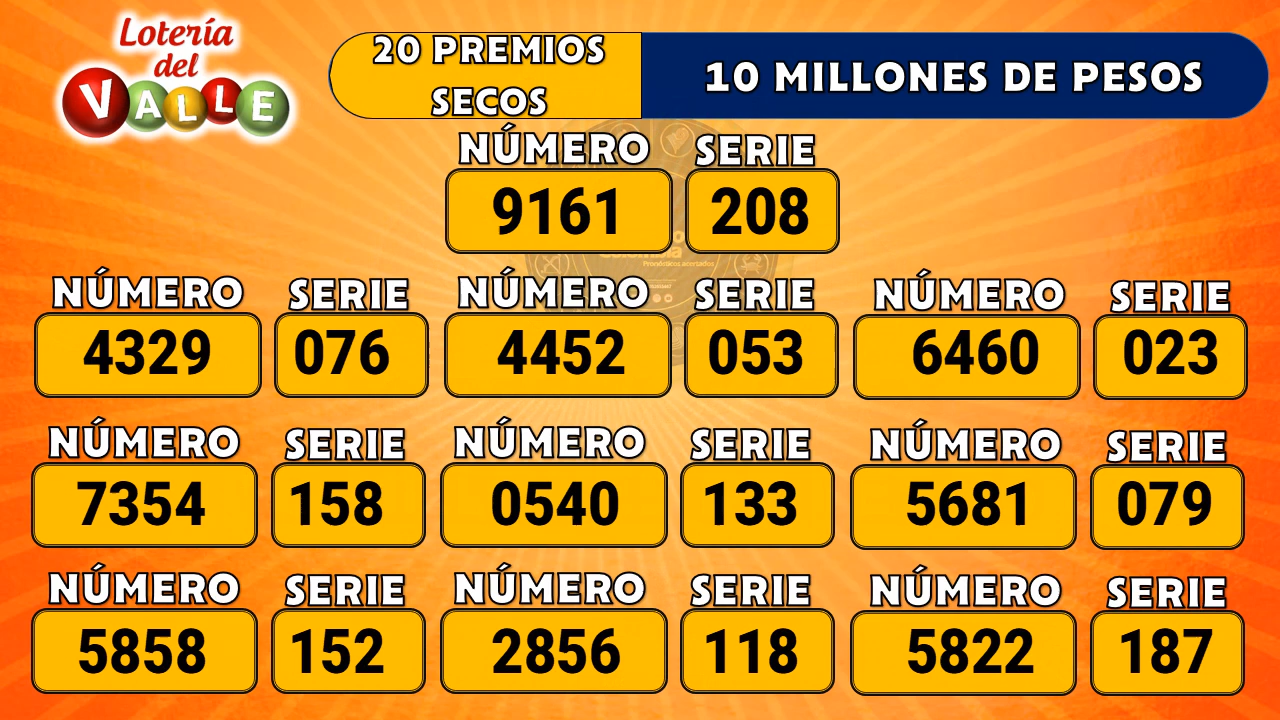 Lotería
del
VALLE
20 PREMIOS
SECOS
10 MILLONES DE PESOS
NÚMERO SERIE
9161 208
NÚMERO SERIE NÚMERO SERIE NÚMERO SERIE
4329 076 4452 053 6460 023
NÚMERO SERIE NÚMERO SERIE NÚMERO SERIE
7354 158 0540 133 5681 079
NÚMERO SERIE NÚMERO SERIE NÚMERO SERIE
5858 152 2856 118 5822 187